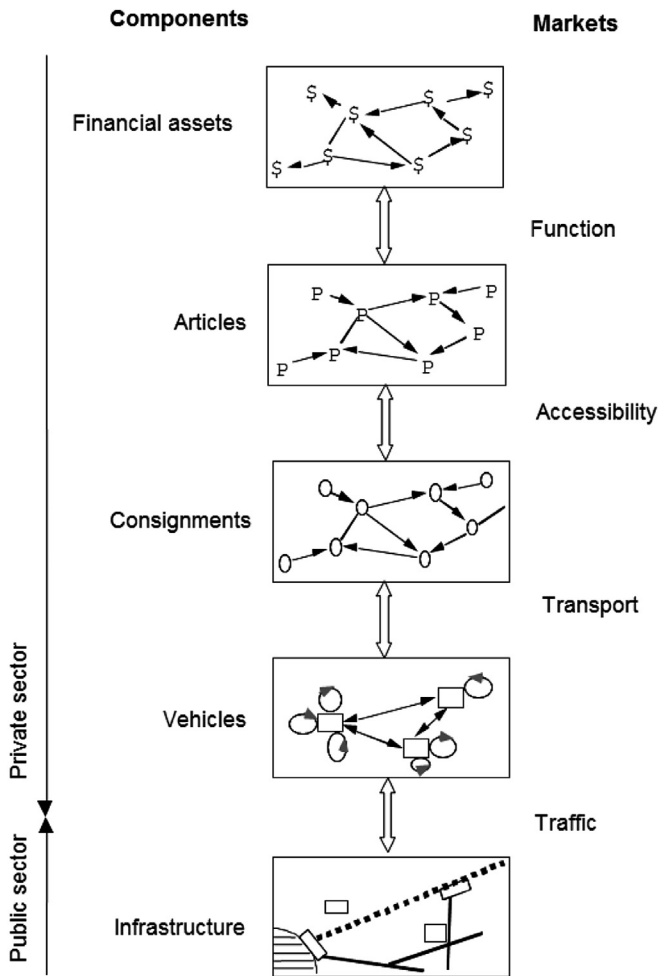 Components
Markets
$ $ $ $ $ $ $ $
Financial assets
Function
P P P P P P P P
Articles
Accessibility
Consignments
Transport
Vehicles
Private sector
Traffic
Public sector
Infrastructure